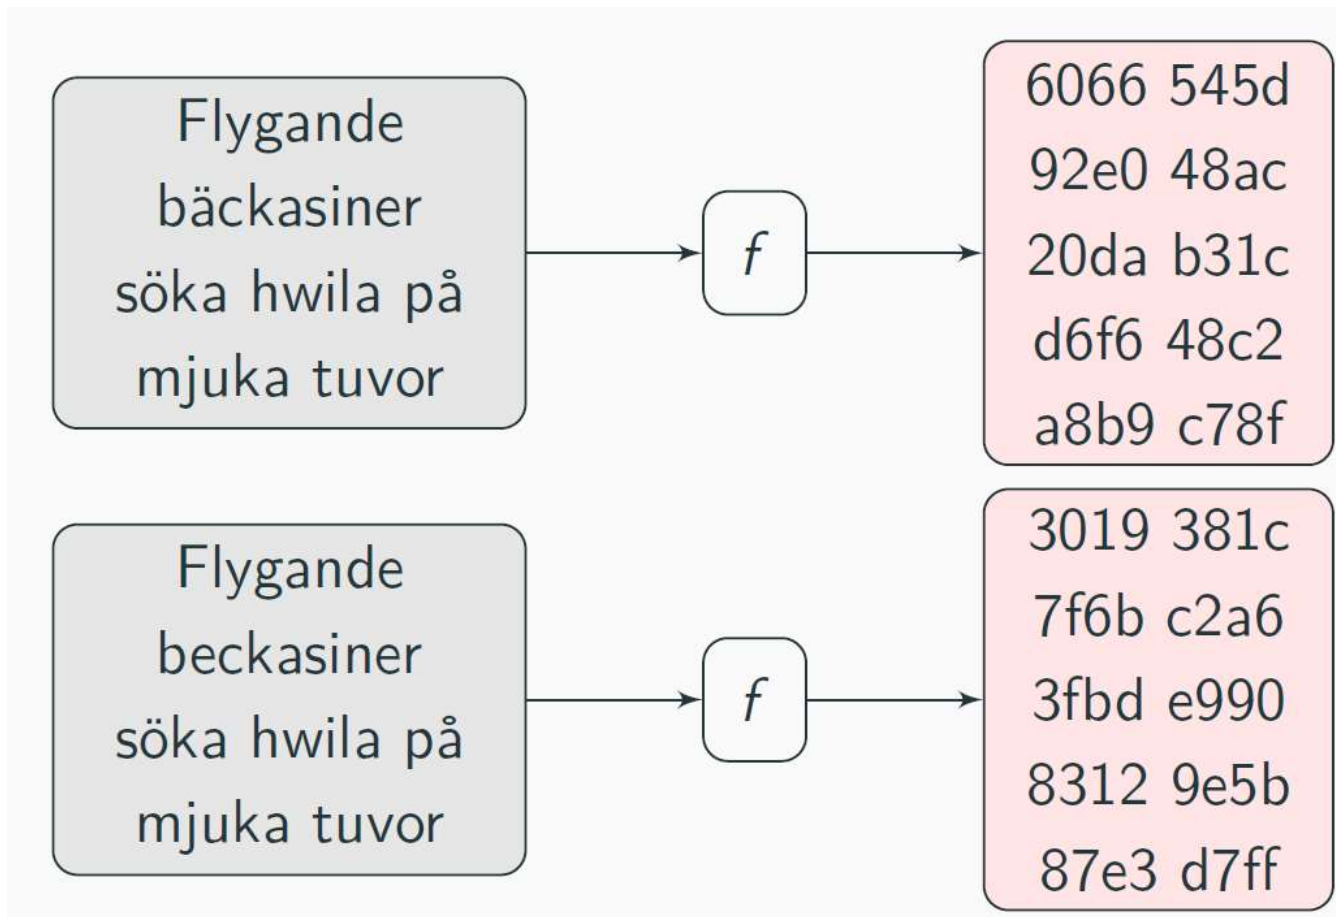 Flygande
bäckasiner
söka hwila på
mjuka tuvor
f
6066 545d
92e0 48ac
20da b31c
d6f6 48c2
a8b9 c78f
Flygande
beckasiner
söka hwila på
mjuka tuvor
f
3019 381c
7f6b c2a6
3fbd e990
8312 9e5b
87e3 d7ff